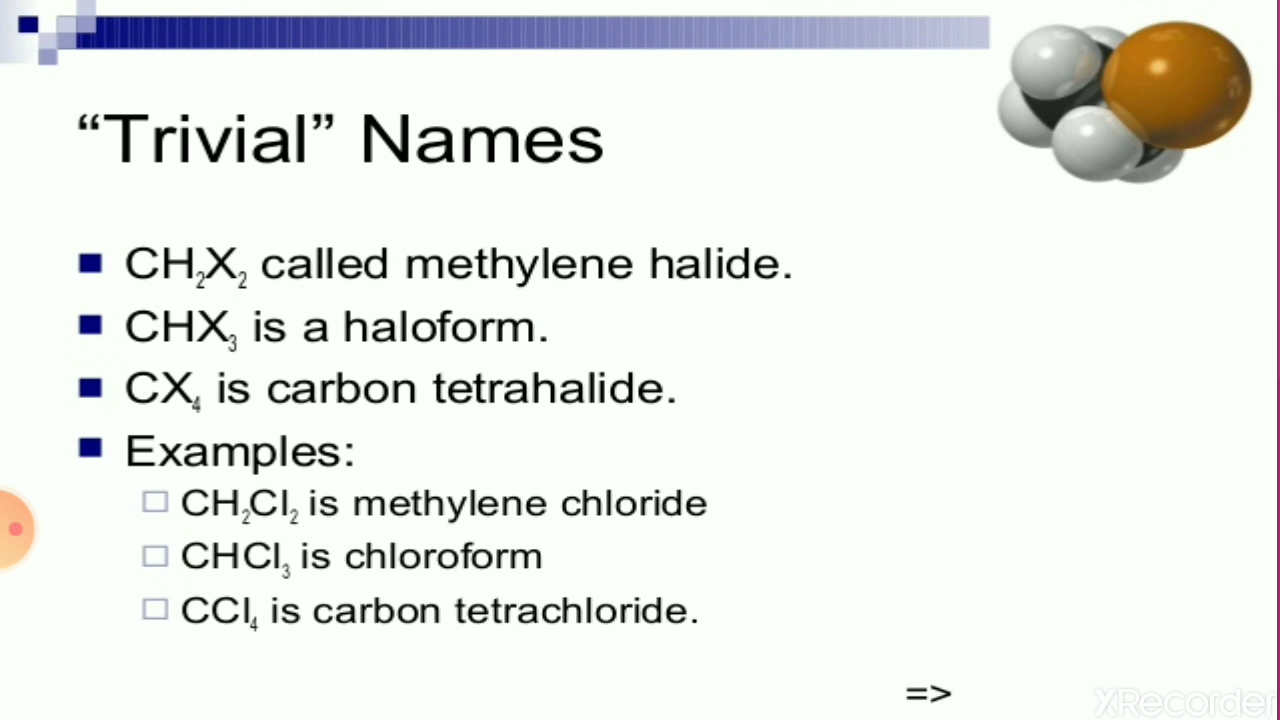 “Trivial” Names
CH₂X₂ called methylene halide.
CHX₃ is a haloform.
CX₄ is carbon tetrahalide.
Examples:
CH₂Cl₂ is methylene chloride
CHCl₃ is chloroform
CCl₄ is carbon tetrachloride.
=>
XRecorder